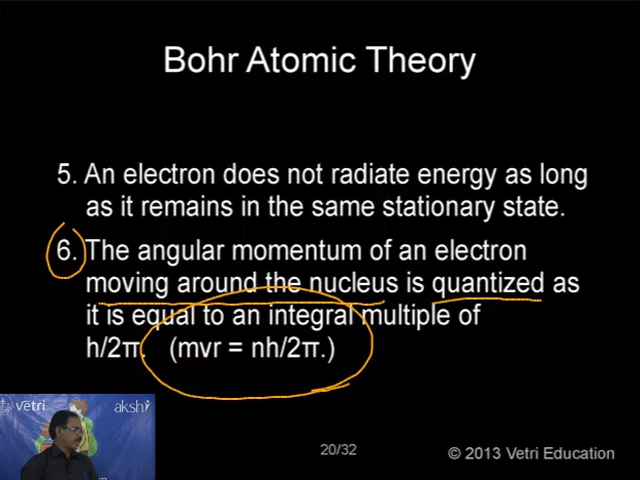 Bohr Atomic Theory
5. An electron does not radiate energy as long
as it remains in the same stationary state.
6. The angular momentum of an electron
moving around the nucleus is quantized as
it is equal to an integral multiple of
h/2π. (mvr = nh/2π.)
vetri akshi
20/32
© 2013 Vetri Education